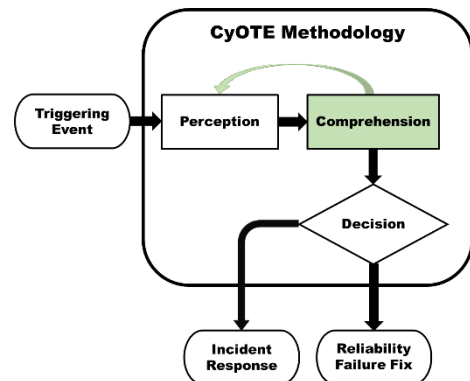 CyOTE Methodology
Triggering
Event
Perception
Comprehension
Decision
Incident
Response
Reliability
Failure Fix